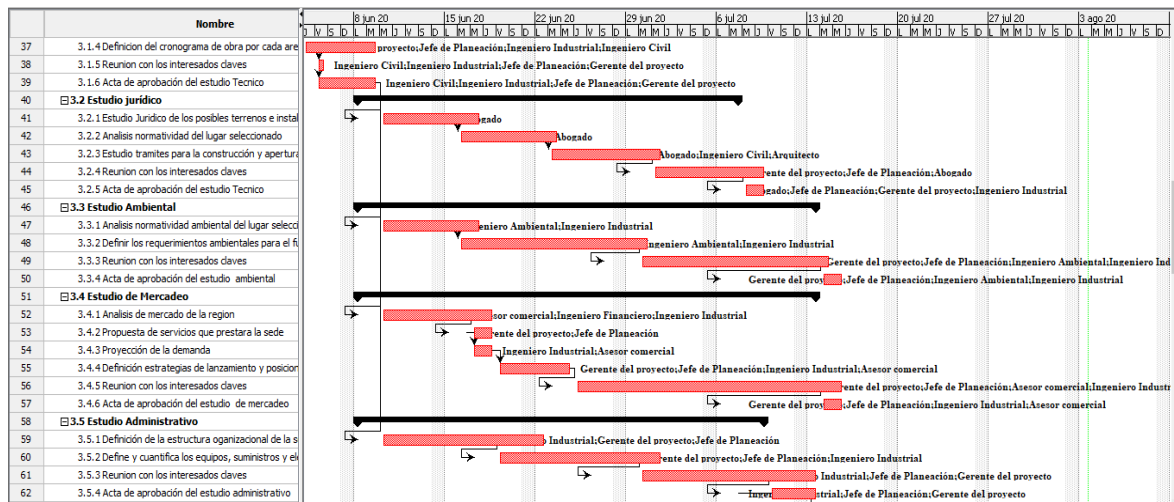 Nombre
8 jun 20 15 jun 20 22 jun 20 29 jun 20 6 jul 20 13 jul 20 20 jul 20 27 jul 20 3 ago 20
J V S D L M M J V S D L M M J V S D L M M J V S D L M M J V S D L M M J V S D L M M J V S D L M M J V S D L M M J V S D L M M J V S D
37 3.1.4 Definicion del cronograma de obra por cada are proyecto;Jefe de Planeación;Ingeniero Industrial;Ingeniero Civil
38 3.1.5 Reunion con los interesados claves Ingeniero Civil;Ingeniero Industrial;Jefe de Planeación;Gerente del proyecto
39 3.1.6 Acta de aprobación del estudio Tecnico Ingeniero Civil;Ingeniero Industrial;Jefe de Planeación;Gerente del proyecto
40 3.2 Estudio jurídico
41 3.2.1 Estudio Juridico de los posibles terrenos e instal ogado
42 3.2.2 Analisis normatividad del lugar seleccionado Abogado
43 3.2.3 Estudio tramites para la construcción y apertura Abogado;Ingeniero Civil;Arquitecto
44 3.2.4 Reunion con los interesados claves rente del proyecto;Jefe de Planeación;Abogado
45 3.2.5 Acta de aprobación del estudio Tecnico ogado;Jefe de Planeación;Gerente del proyecto;Ingeniero Industrial
46 3.3 Estudio Ambiental
47 3.3.1 Analisis normatividad ambiental del lugar selecci eniero Ambiental;Ingeniero Industrial
48 3.3.2 Definir los requerimientos ambientales para el fu ngeniero Ambiental;Ingeniero Industrial
49 3.3.3 Reunion con los interesados claves Gerente del proyecto;Jefe de Planeación;Ingeniero Ambiental;Ingeniero Ind
50 3.3.4 Acta de aprobación del estudio ambiental Gerente del pro ;Jefe de Planeación;Ingeniero Ambiental;Ingeniero Industrial
51 3.4 Estudio de Mercadeo
52 3.4.1 Analisis de mercado de la region sor comercial;Ingeniero Financiero;Ingeniero Industrial
53 3.4.2 Propuesta de servicios que prestara la sede rente del proyecto;Jefe de Planeación
54 3.4.3 Proyección de la demanda Ingeniero Industrial;Asesor comercial
55 3.4.4 Definición estrategias de lanzamiento y posicion Gerente del proyecto;Jefe de Planeación;Ingeniero Industrial;Asesor comercial
56 3.4.5 Reunion con los interesados claves rente del proyecto;Jefe de Planeación;Asesor comercial;Ingeniero Industr
57 3.4.6 Acta de aprobación del estudio de mercadeo Gerente del proy ;Jefe de Planeación;Ingeniero Industrial;Asesor comercial
58 3.5 Estudio Administrativo
59 3.5.1 Definición de la estructura oganizacional de la s o Industrial;Gerente del proyecto;Jefe de Planeación
60 3.5.2 Define y cuantifica los equipos, suministros y ele rente del proyecto;Jefe de Planeación;Ingeniero Industrial
61 3.5.3 Reunion con los interesados claves o Industrial;Jefe de Planeación;Gerente del proyecto
62 3.5.4 Acta de aprobación del estudio administrativo Ingen strial;Jefe de Planeación;Gerente del proyecto